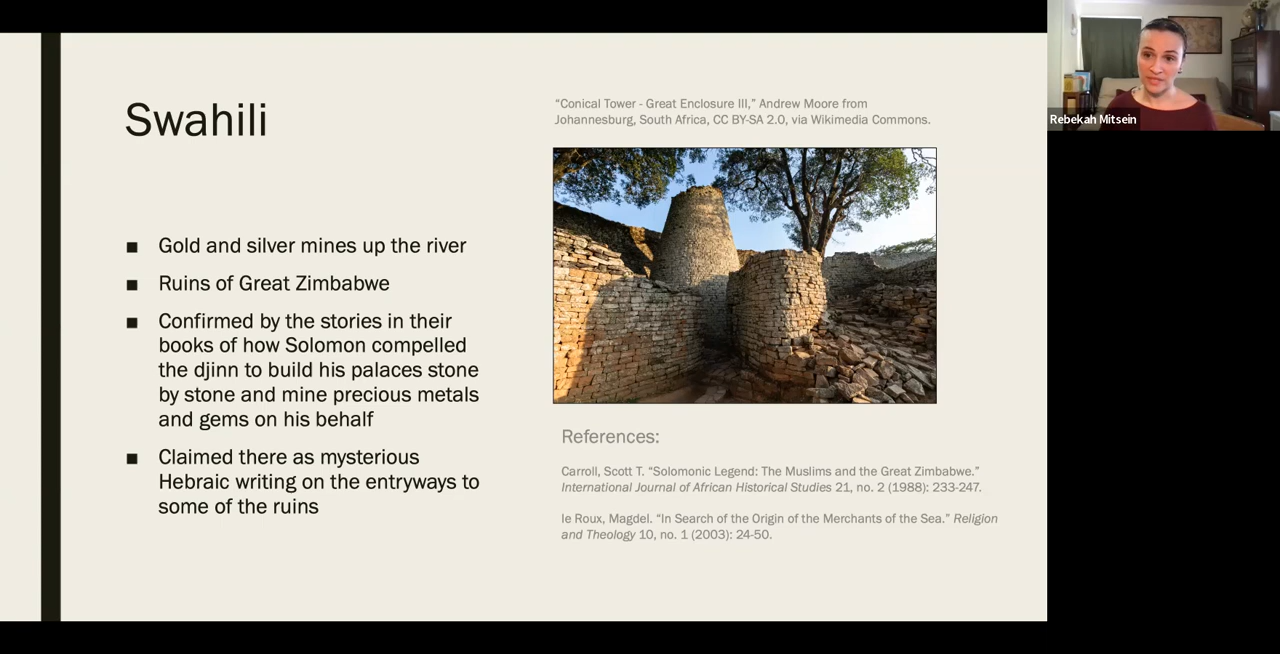 Swahili
■ Gold and silver mines up the river
■ Ruins of Great Zimbabwe
■ Confirmed by the stories in their
books of how Solomon compelled
the djinn to build his palaces stone
by stone and mine precious metals
and gems on his behalf
■ Claimed there as mysterious
Hebraic writing on the entryways to
some of the ruins
“Conical Tower - Great Enclosure III,” Andrew Moore from
Johannesburg, South Africa, CC BY-SA 2.0, via Wikimedia Commons.
References:
Carroll, Scott T. “Solomonic Legend: The Muslims and the Great Zimbabwe.”
International Journal of African Historical Studies 21, no. 2 (1988): 233-247.
le Roux, Magdel. “In Search of the Origin of the Merchants of the Sea.” Religion
and Theology 10, no. 1 (2003): 24-50.
Rebekah Mitsein